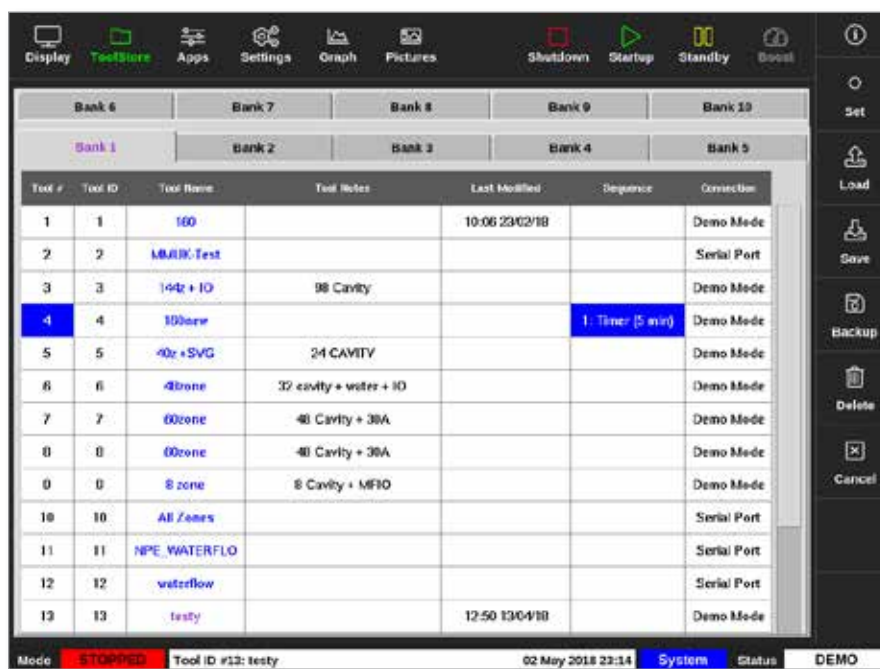 Display ToolStore Apps Settings Graph Pictures Shutdown Startup Standby Boost
Set
Load
Save
Backup
Delete
Cancel
Bank 6 Bank 7 Bank 8 Bank 9 Bank 10
Bank 1 Bank 2 Bank 3 Bank 4 Bank 5
Tool # Tool ID Tool Name Tool Notes Last Modified Sequence Connection
1 1 160 10:06 23/02/18 Demo Mode
2 2 MMUK-Test Serial Port
3 3 144z + IO 98 Cavity Demo Mode
4 4 1: Timer (5 min) Demo Mode
5 5 40z +SVG 24 CAVITY Demo Mode
6 6 48zone 32 cavity + water + IO Demo Mode
7 7 60zone 48 Cavity + 30A Demo Mode
8 8 60zone 48 Cavity + 30A Demo Mode
9 9 8 zone 8 Cavity + MFIO Demo Mode
10 10 All Zones Serial Port
11 11 NPE_WATERFLO Serial Port
12 12 waterflow Serial Port
13 13 testy 12:50 13/04/18 Demo Mode
Mode STOPPED Tool ID #13: testy 02 May 2018 23:14 System Status DEMO